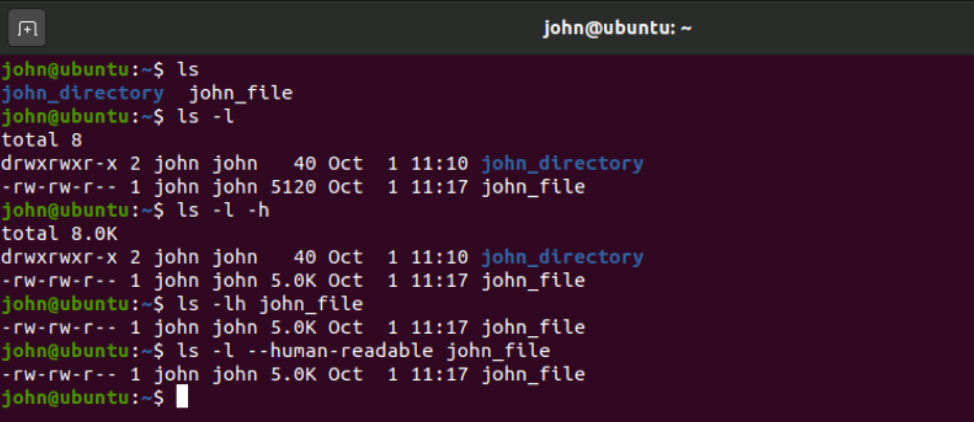 john@ubuntu: ~
john@ubuntu:~$ ls
john_directory  john_file
john@ubuntu:~$ ls -l
total 8
drwxrwxr-x 2 john john   40 Oct  1 11:10 john_directory
-rw-rw-r-- 1 john john 5120 Oct  1 11:17 john_file
john@ubuntu:~$ ls -l -h
total 8.0K
drwxrwxr-x 2 john john   40 Oct  1 11:10 john_directory
-rw-rw-r-- 1 john john 5.0K Oct  1 11:17 john_file
john@ubuntu:~$ ls -lh john_file
-rw-rw-r-- 1 john john 5.0K Oct  1 11:17 john_file
john@ubuntu:~$ ls -l --human-readable john_file
-rw-rw-r-- 1 john john 5.0K Oct  1 11:17 john_file
john@ubuntu:~$